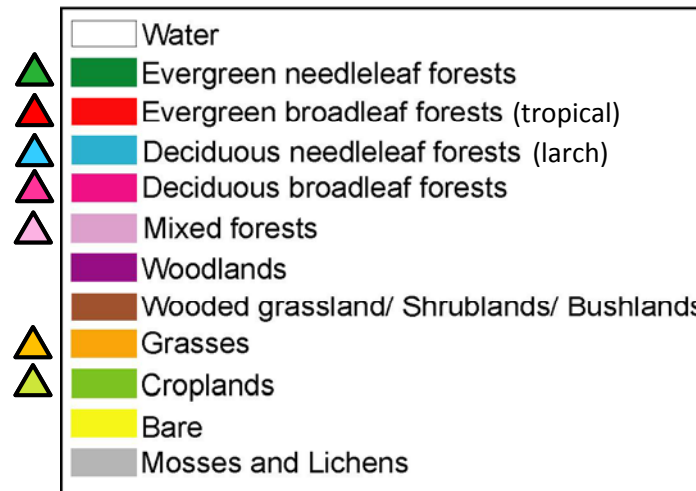 Water
Evergreen needleleaf forests
Evergreen broadleaf forests (tropical)
Deciduous needleleaf forests (larch)
Deciduous broadleaf forests
Mixed forests
Woodlands
Wooded grassland/ Shrublands/ Bushlands
Grasses
Croplands
Bare
Mosses and Lichens